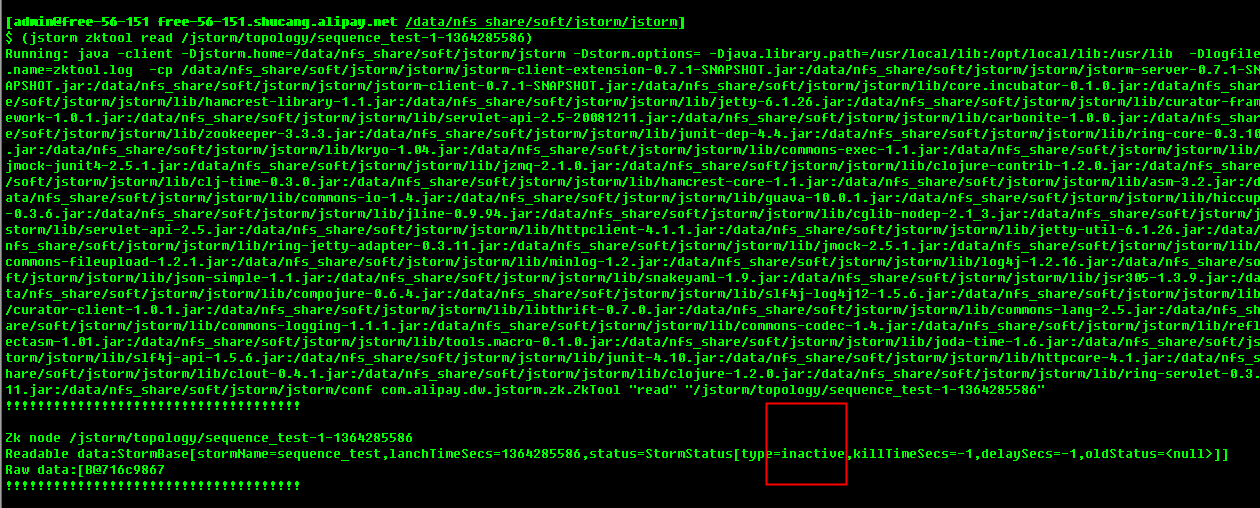 [admin@free-56-151 free-56-151.shucang.alipay.net /data/nfs_share/soft/jstorm/jstorm]
$ (jstorm zktool read /jstorm/topology/sequence_test-1-1364285586)
Running: java -client -Djstorm.home=/data/nfs_share/soft/jstorm/jstorm -Dstorm.options= -Djava.library.path=/usr/local/lib:/opt/local/lib:/usr/lib  -Dlogfile
.name=zktool.log  -cp /data/nfs_share/soft/jstorm/jstorm/jstorm-client-extension-0.7.1-SNAPSHOT.jar:/data/nfs_share/soft/jstorm/jstorm/jstorm-server-0.7.1-SN
APSHOT.jar:/data/nfs_share/soft/jstorm/jstorm/jstorm-client-0.7.1-SNAPSHOT.jar:/data/nfs_share/soft/jstorm/jstorm/lib/core.incubator-0.1.0.jar:/data/nfs_shar
e/soft/jstorm/jstorm/lib/hamcrest-library-1.1.jar:/data/nfs_share/soft/jstorm/jstorm/lib/jetty-6.1.26.jar:/data/nfs_share/soft/jstorm/jstorm/lib/curator-fram
ework-1.0.1.jar:/data/nfs_share/soft/jstorm/jstorm/lib/servlet-api-2.5-20081211.jar:/data/nfs_share/soft/jstorm/jstorm/lib/carbonite-1.0.0.jar:/data/nfs_shar
e/soft/jstorm/jstorm/lib/zookeeper-3.3.3.jar:/data/nfs_share/soft/jstorm/jstorm/lib/junit-dep-4.4.jar:/data/nfs_share/soft/jstorm/jstorm/lib/ring-core-0.3.10
.jar:/data/nfs_share/soft/jstorm/jstorm/lib/kryo-1.04.jar:/data/nfs_share/soft/jstorm/jstorm/lib/commons-exec-1.1.jar:/data/nfs_share/soft/jstorm/jstorm/lib/
jmock-junit4-2.5.1.jar:/data/nfs_share/soft/jstorm/jstorm/lib/jzmq-2.1.0.jar:/data/nfs_share/soft/jstorm/jstorm/lib/clojure-contrib-1.2.0.jar:/data/nfs_share
/soft/jstorm/jstorm/lib/clj-time-0.3.0.jar:/data/nfs_share/soft/jstorm/jstorm/lib/hamcrest-core-1.1.jar:/data/nfs_share/soft/jstorm/jstorm/lib/asm-3.2.jar:/d
ata/nfs_share/soft/jstorm/jstorm/lib/commons-io-1.4.jar:/data/nfs_share/soft/jstorm/jstorm/lib/guava-10.0.1.jar:/data/nfs_share/soft/jstorm/jstorm/lib/hiccup
-0.3.6.jar:/data/nfs_share/soft/jstorm/jstorm/lib/jline-0.9.94.jar:/data/nfs_share/soft/jstorm/jstorm/lib/cglib-nodep-2.1_3.jar:/data/nfs_share/soft/jstorm/j
storm/lib/servlet-api-2.5.jar:/data/nfs_share/soft/jstorm/jstorm/lib/httpclient-4.1.1.jar:/data/nfs_share/soft/jstorm/jstorm/lib/jetty-util-6.1.26.jar:/data/
nfs_share/soft/jstorm/jstorm/lib/ring-jetty-adapter-0.3.11.jar:/data/nfs_share/soft/jstorm/jstorm/lib/jmock-2.5.1.jar:/data/nfs_share/soft/jstorm/jstorm/lib/
commons-fileupload-1.2.1.jar:/data/nfs_share/soft/jstorm/jstorm/lib/minlog-1.2.jar:/data/nfs_share/soft/jstorm/jstorm/lib/log4j-1.2.16.jar:/data/nfs_share/so
ft/jstorm/jstorm/lib/json-simple-1.1.jar:/data/nfs_share/soft/jstorm/jstorm/lib/snakeyaml-1.9.jar:/data/nfs_share/soft/jstorm/jstorm/lib/jsr305-1.3.9.jar:/da
ta/nfs_share/soft/jstorm/jstorm/lib/compojure-0.6.4.jar:/data/nfs_share/soft/jstorm/jstorm/lib/slf4j-log4j12-1.5.6.jar:/data/nfs_share/soft/jstorm/jstorm/lib
/curator-client-1.0.1.jar:/data/nfs_share/soft/jstorm/jstorm/lib/libthrift-0.7.0.jar:/data/nfs_share/soft/jstorm/jstorm/lib/commons-lang-2.5.jar:/data/nfs_sh
are/soft/jstorm/jstorm/lib/commons-logging-1.1.1.jar:/data/nfs_share/soft/jstorm/jstorm/lib/commons-codec-1.4.jar:/data/nfs_share/soft/jstorm/jstorm/lib/refl
ectasm-1.01.jar:/data/nfs_share/soft/jstorm/jstorm/lib/tools.macro-0.1.0.jar:/data/nfs_share/soft/jstorm/jstorm/lib/joda-time-1.6.jar:/data/nfs_share/soft/js
torm/jstorm/lib/slf4j-api-1.5.6.jar:/data/nfs_share/soft/jstorm/jstorm/lib/junit-4.10.jar:/data/nfs_share/soft/jstorm/jstorm/lib/httpcore-4.1.jar:/data/nfs_s
hare/soft/jstorm/jstorm/lib/clout-0.4.1.jar:/data/nfs_share/soft/jstorm/jstorm/lib/clojure-1.2.0.jar:/data/nfs_share/soft/jstorm/jstorm/lib/ring-servlet-0.3.
11.jar:/data/nfs_share/soft/jstorm/jstorm/conf com.alipay.dw.jstorm.zk.ZkTool "read" "/jstorm/topology/sequence_test-1-1364285586"
!!!!!!!!!!!!!!!!!!!!!!!!!!!!!!!!!!!!!
Zk node /jstorm/topology/sequence_test-1-1364285586
Readable data:StormBase[stormName=sequence_test,lanchTimeSecs=1364285586,status=StormStatus[type=inactive,killTimeSecs=-1,delaySecs=-1,oldStatus=<null>]]
Raw data:[B@716c9867
!!!!!!!!!!!!!!!!!!!!!!!!!!!!!!!!!!!!!